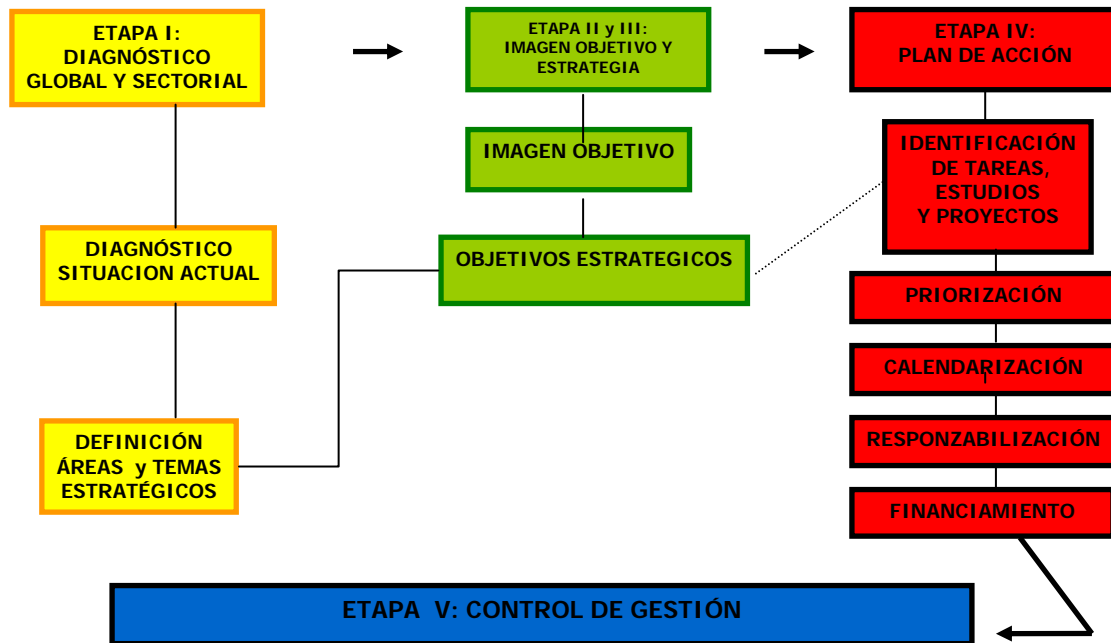 ETAPA I:
DIAGNÓSTICO
GLOBAL Y SECTORIAL
DIAGNÓSTICO
SITUACION ACTUAL
DEFINICIÓN
ÁREAS y TEMAS
ESTRATÉGICOS
ETAPA II y III:
IMAGEN OBJETIVO Y
ESTRATEGIA
IMAGEN OBJETIVO
OBJETIVOS ESTRATEGICOS
ETAPA IV:
PLAN DE ACCIÓN
IDENTIFICACIÓN
DE TAREAS,
ESTUDIOS
Y PROYECTOS
PRIORIZACIÓN
CALENDARIZACIÓN
RESPONZABILIZACIÓN
FINANCIAMIENTO
ETAPA V: CONTROL DE GESTIÓN